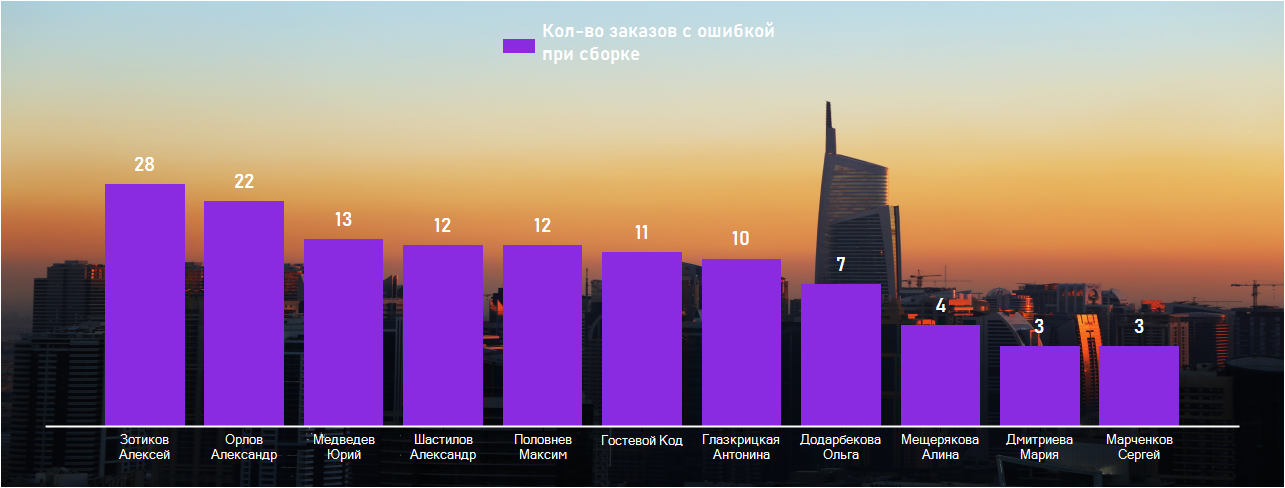 Кол-во заказов с ошибкой
при сборке
28
22
13
12
12
11
10
7
4
3
3
Зотиков
Алексей
Орлов
Александр
Медведев
Юрий
Шастилов
Александр
Половнев
Максим
Гостевой Код
Глазкрицкая
Антонина
Додарбекова
Ольга
Мещерякова
Алина
Дмитриева
Мария
Марченков
Сергей